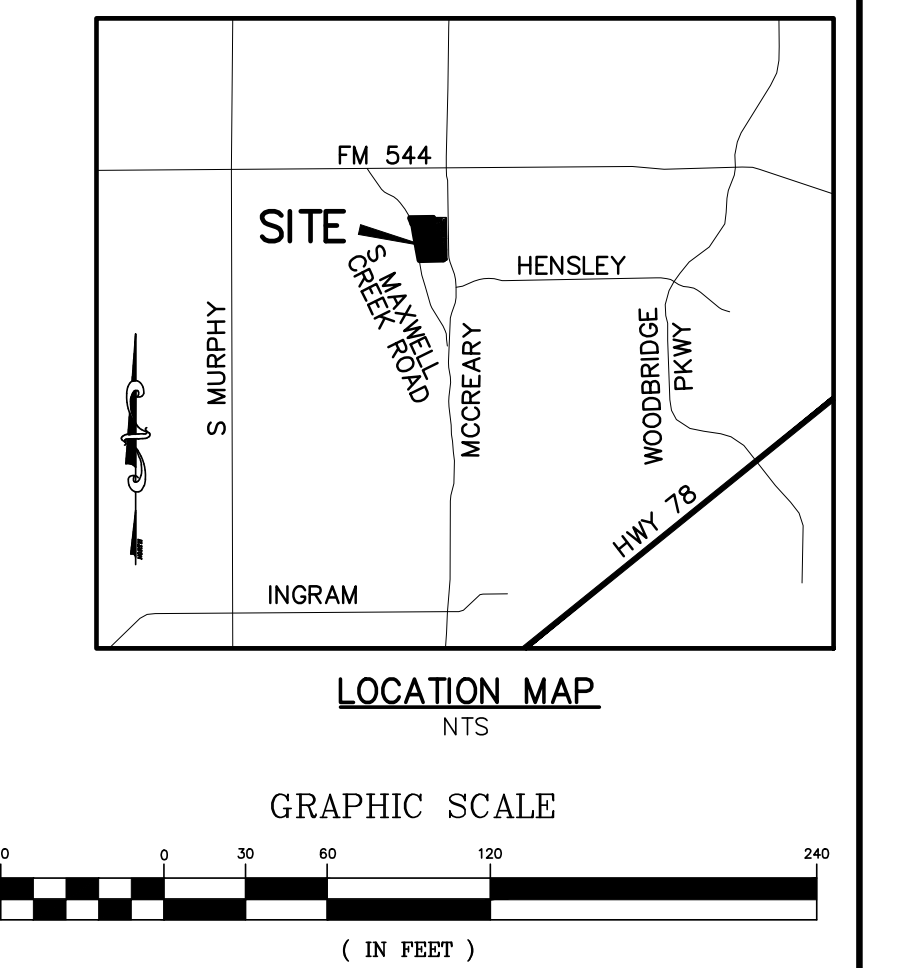 FM 544
SITE
S MAXWELL
CREEK ROAD
HENSLEY
S MURPHY
MCCREARY
WOODBRIDGE
PKWY
HWY 78
INGRAM
LOCATION MAP
NTS
GRAPHIC SCALE
0 0 30 60 120 240
( IN FEET )